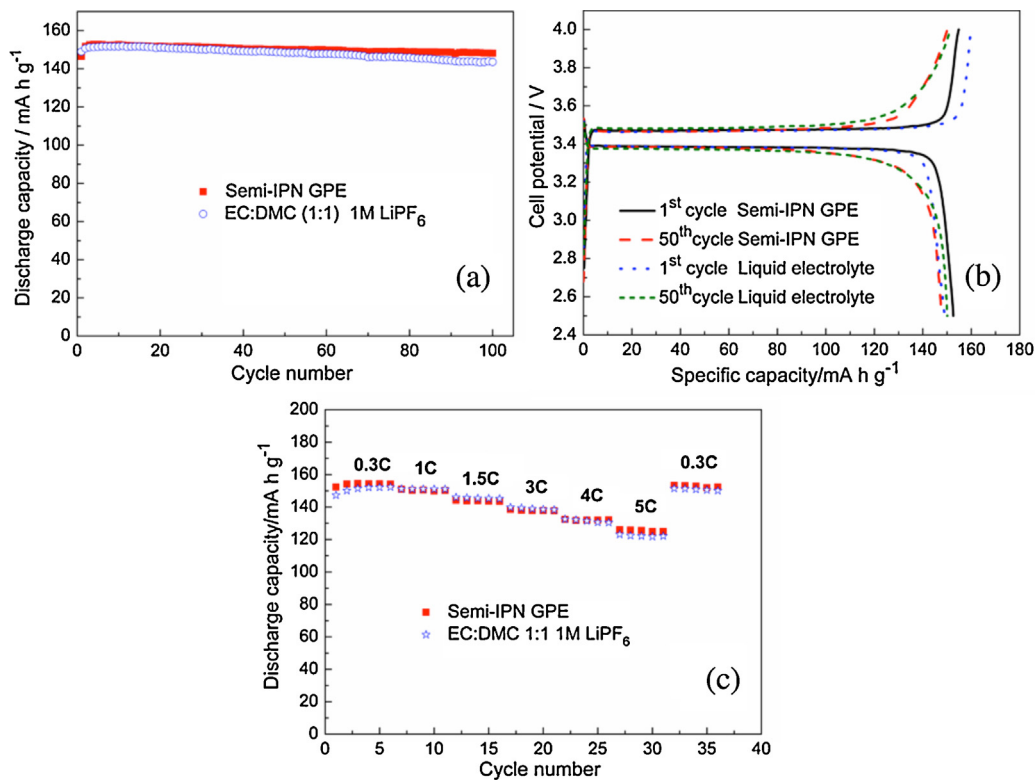 (a)
Discharge capacity / mA h g-1
160
140
120
100
80
60
40
20
0
Semi-IPN GPE
EC:DMC (1:1) 1M LiPF6
0 20 40 60 80 100
Cycle number
(b)
Cell potential / V
4.0
3.6
3.4
3.2
3.0
2.8
2.4
1st cycle Semi-IPN GPE
50th cycle Semi-IPN GPE
1st cycle Liquid electrolyte
50th cycle Liquid electrolyte
0 20 40 60 80 100 120 140 160 180
Specific capacity/mA h g-1
(c)
Discharge capacity/mA h g-1
200
180
160
140
120
100
80
60
40
20
0
0.3C
1C
1.5C
3C
4C
5C
0.3C
Semi-IPN GPE
EC:DMC 1:1 1M LiPF6
0 5 10 15 20 25 30 35 40
Cycle number